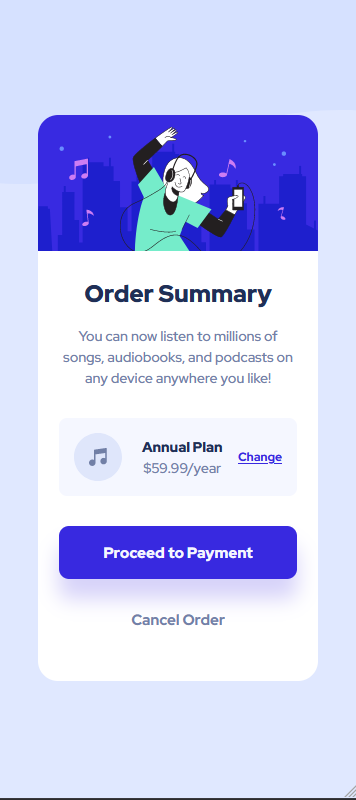 Order Summary
You can now listen to millions of
songs, audiobooks, and podcasts on
any device anywhere you like!
Annual Plan
$59.99/year
Change
Proceed to Payment
Cancel Order